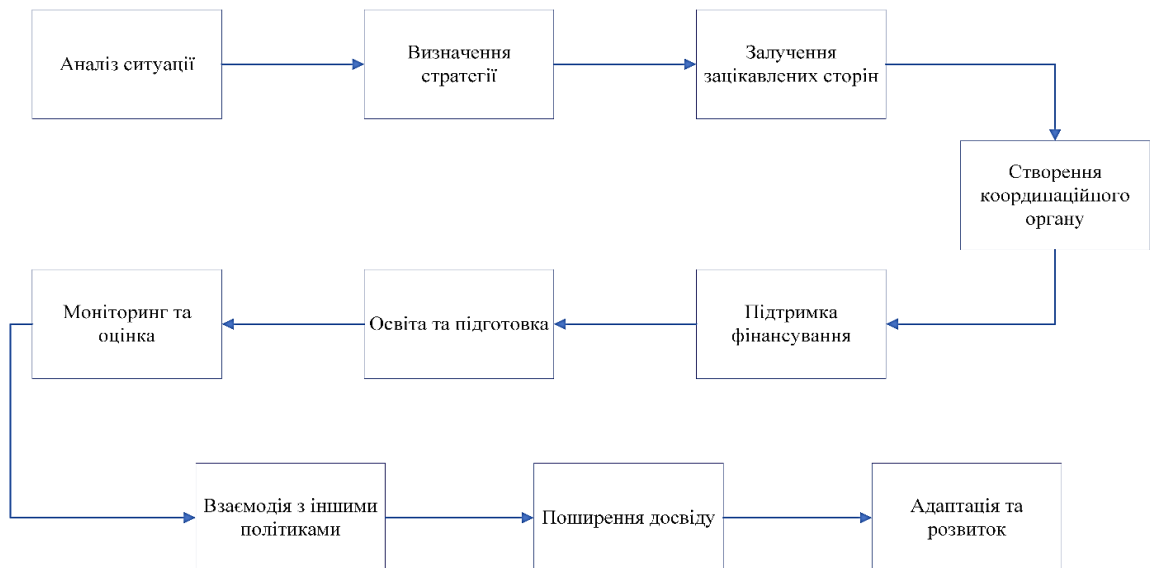 Аналіз ситуації
Визначення
стратегії
Залучення
зацікавлених сторін
Створення
координаційного
органу
Підтримка
фінансування
Освіта та підготовка
Моніторинг та
оцінка
Взаємодія з іншими
політиками
Поширення досвіду
Адаптація та
розвиток